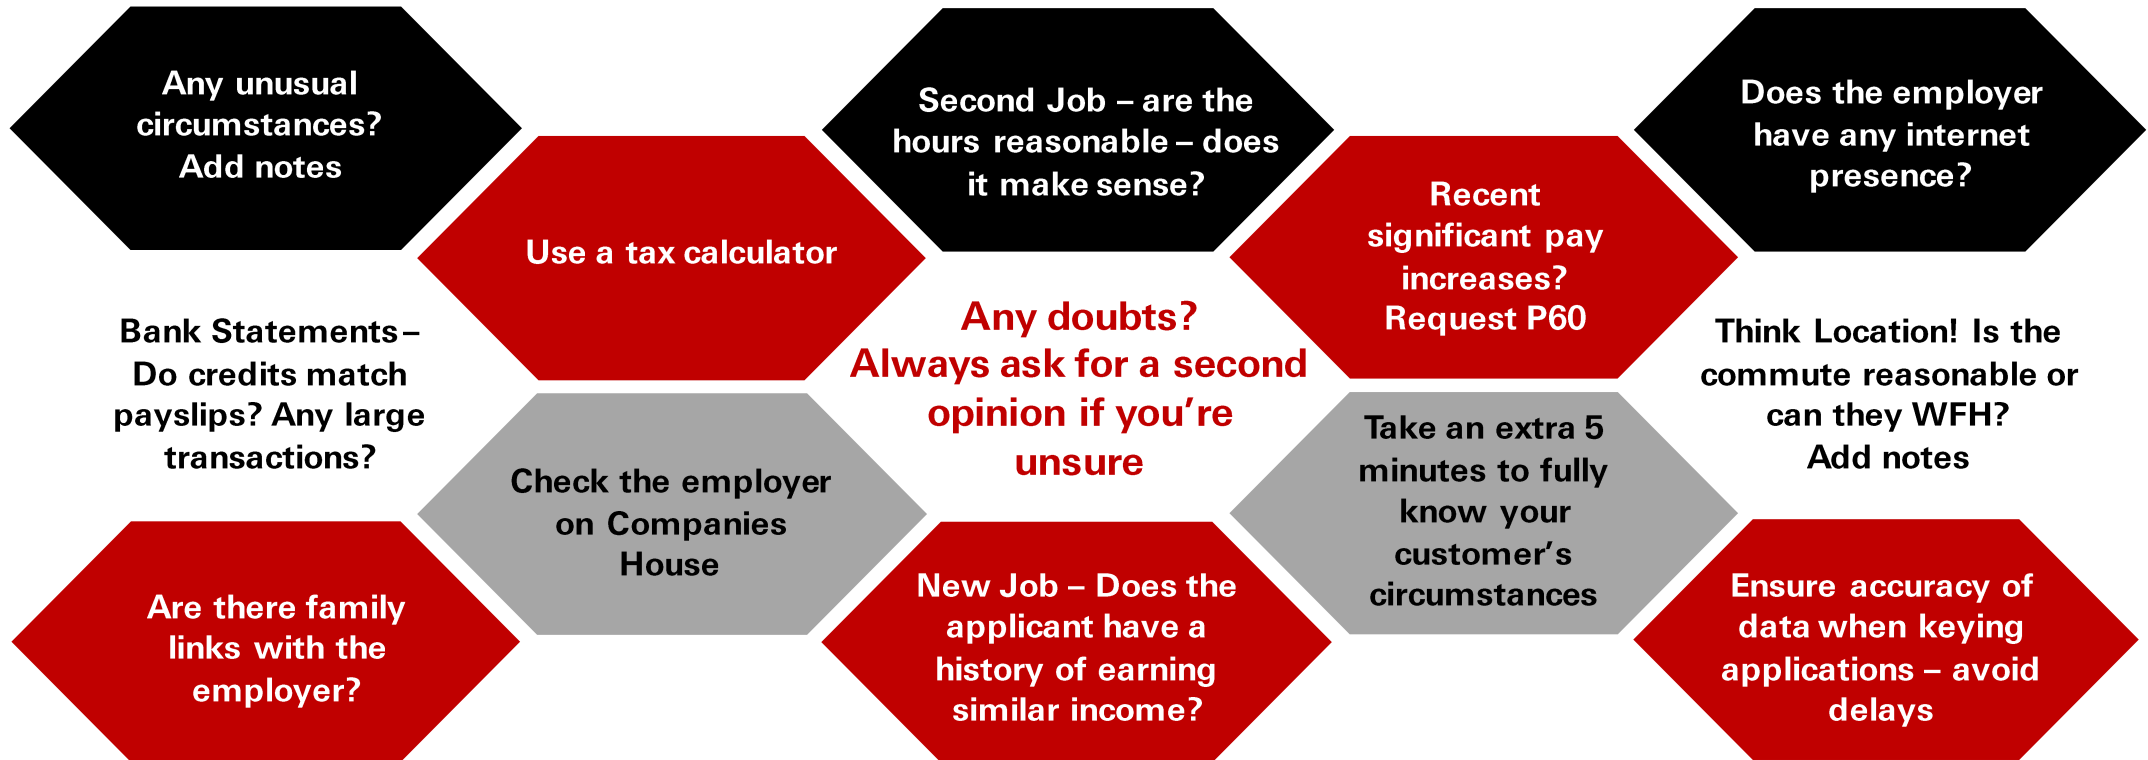 Any unusual
circumstances?
Add notes
Use a tax calculator
Second Job – are the
hours reasonable – does
it make sense?
Recent
significant pay
increases?
Request P60
Does the employer
have any internet
presence?
Bank Statements –
Do credits match
payslips? Any large
transactions?
Any doubts?
Always ask for a second
opinion if you’re
unsure
Think Location! Is the
commute reasonable or
can they WFH?
Add notes
Check the employer
on Companies
House
Take an extra 5
minutes to fully
know your
customer’s
circumstances
Are there family
links with the
employer?
New Job – Does the
applicant have a
history of earning
similar income?
Ensure accuracy of
data when keying
applications – avoid
delays